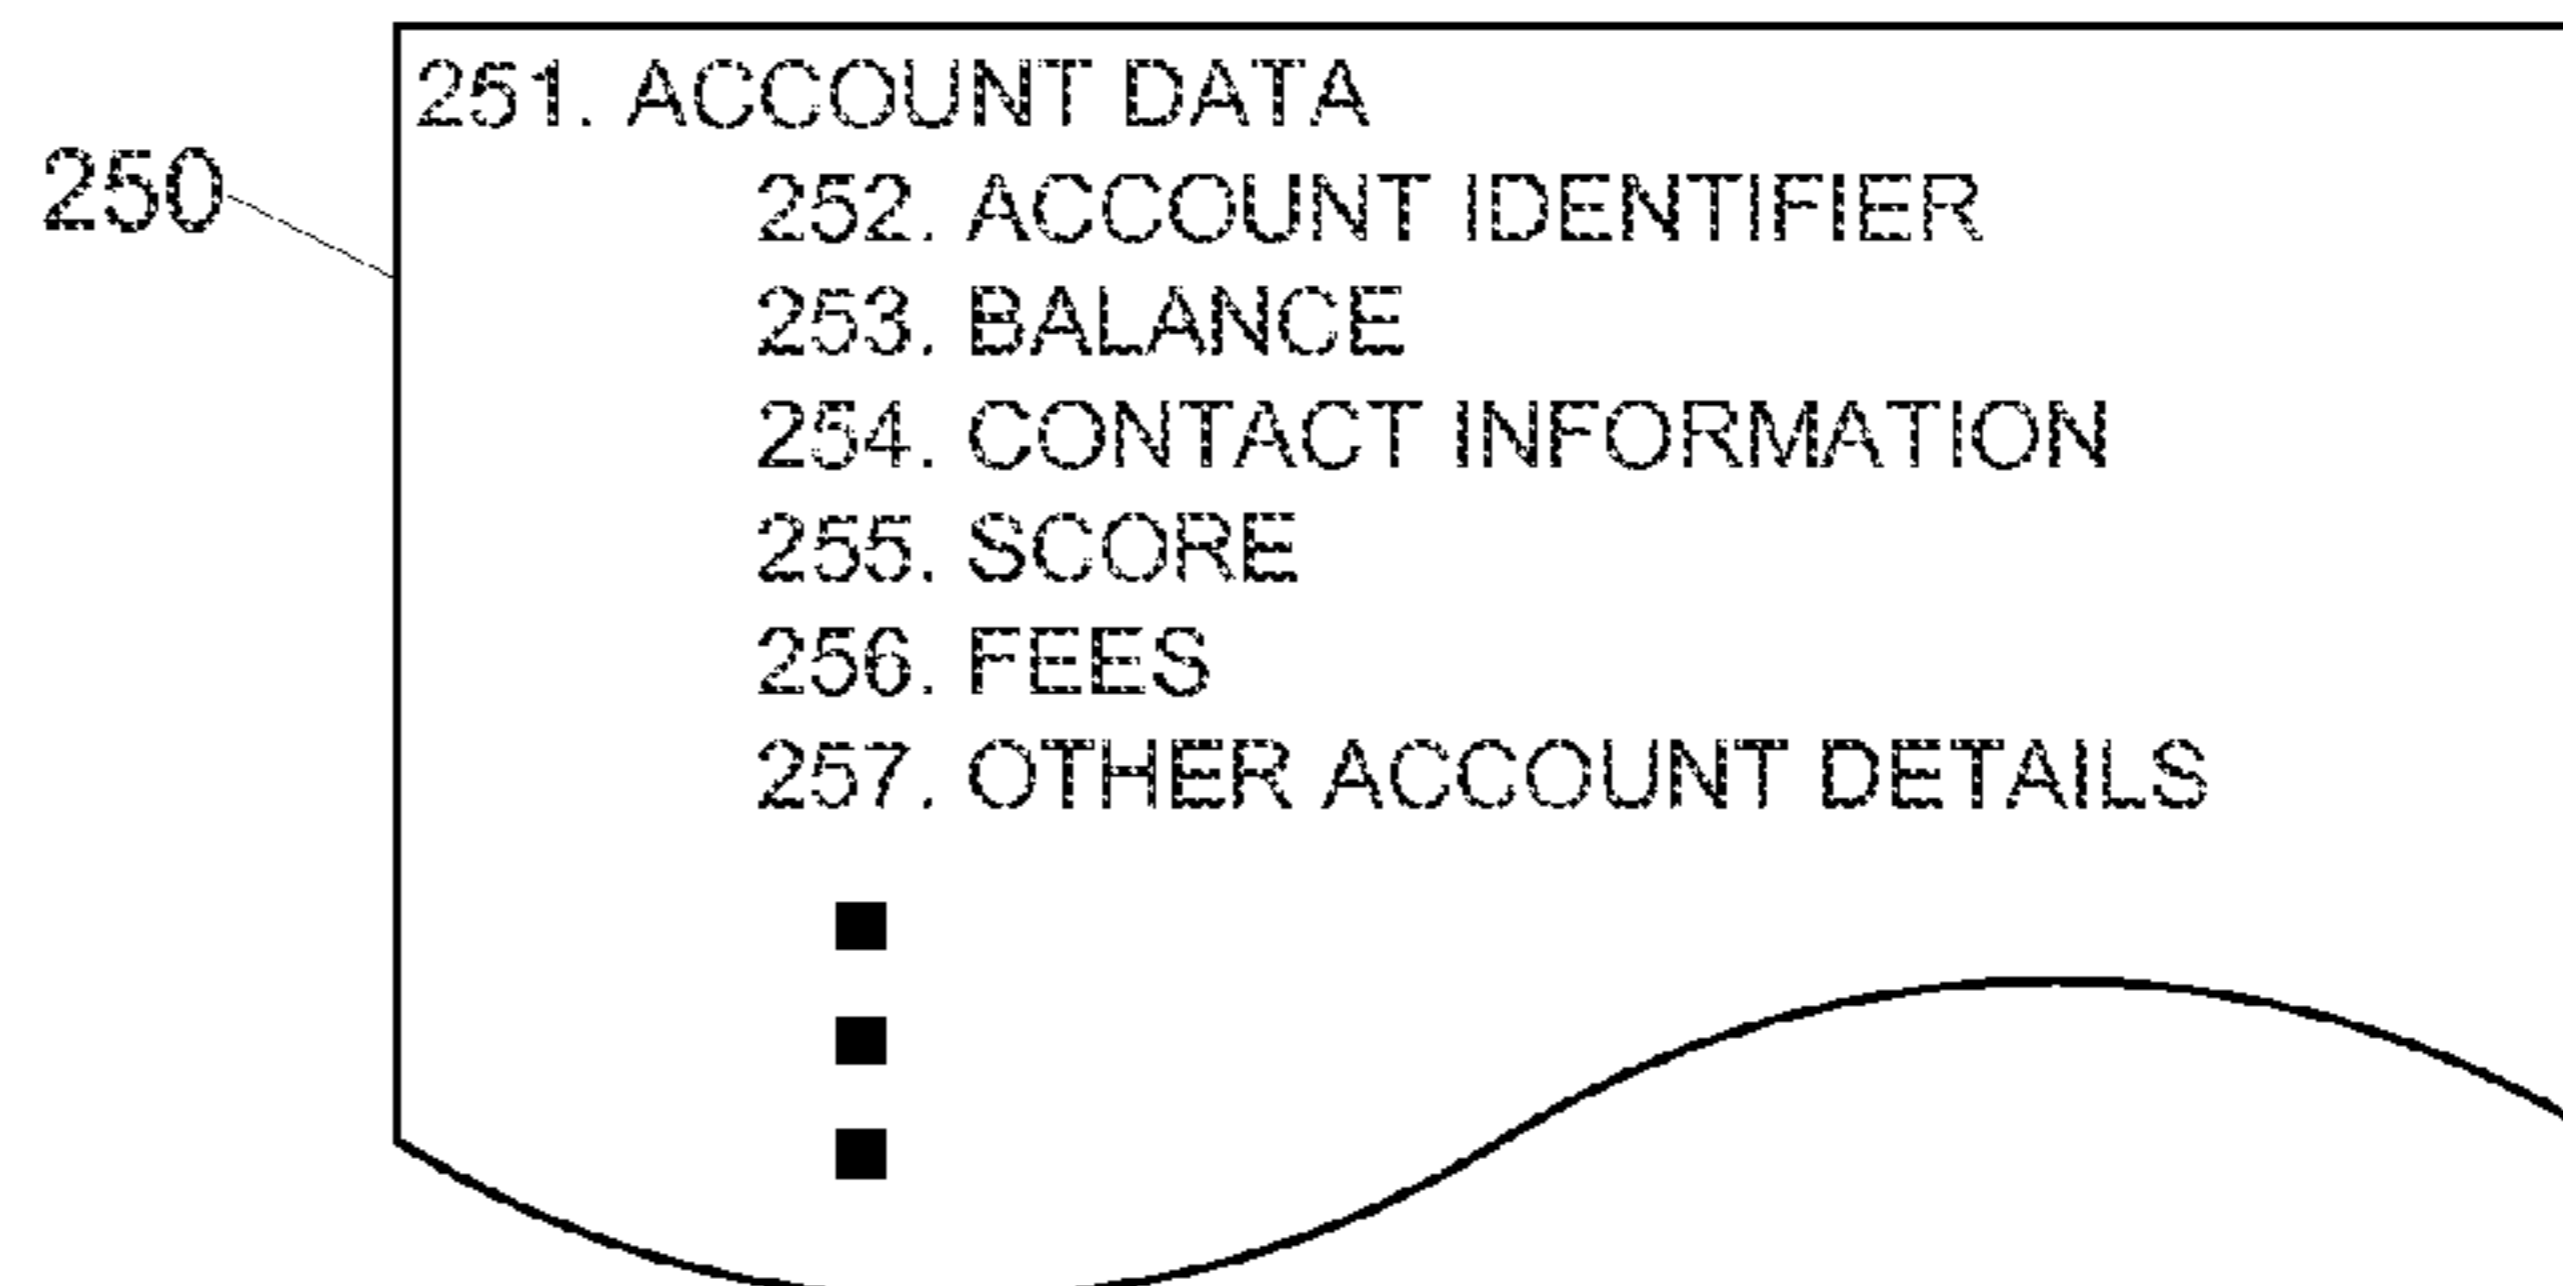 251. ACCOUNT DATA
250
252. ACCOUNT IDENTIFIER
253. BALANCE
254. CONTACT INFORMATION
255. SCORE
256. FEES
257. OTHER ACCOUNT DETAILS